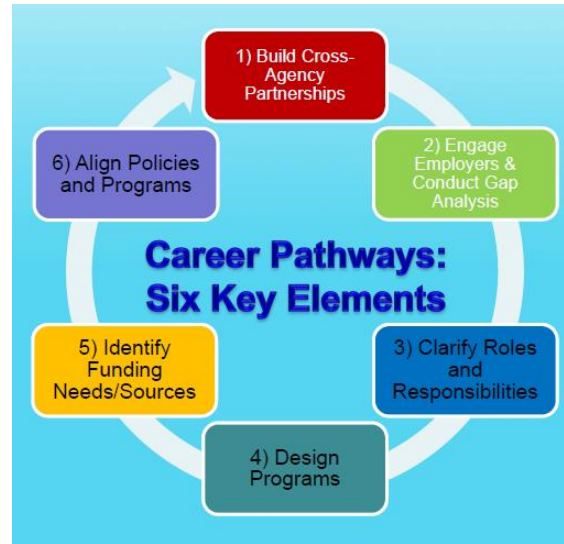 1) Build Cross-
Agency
Partnerships
2) Engage
Employers &
Conduct Gap
Analysis
3) Clarify Roles
and
Responsibilities
4) Design
Programs
5) Identify
Funding
Needs/Sources
6) Align Policies
and Programs
Career Pathways:
Six Key Elements